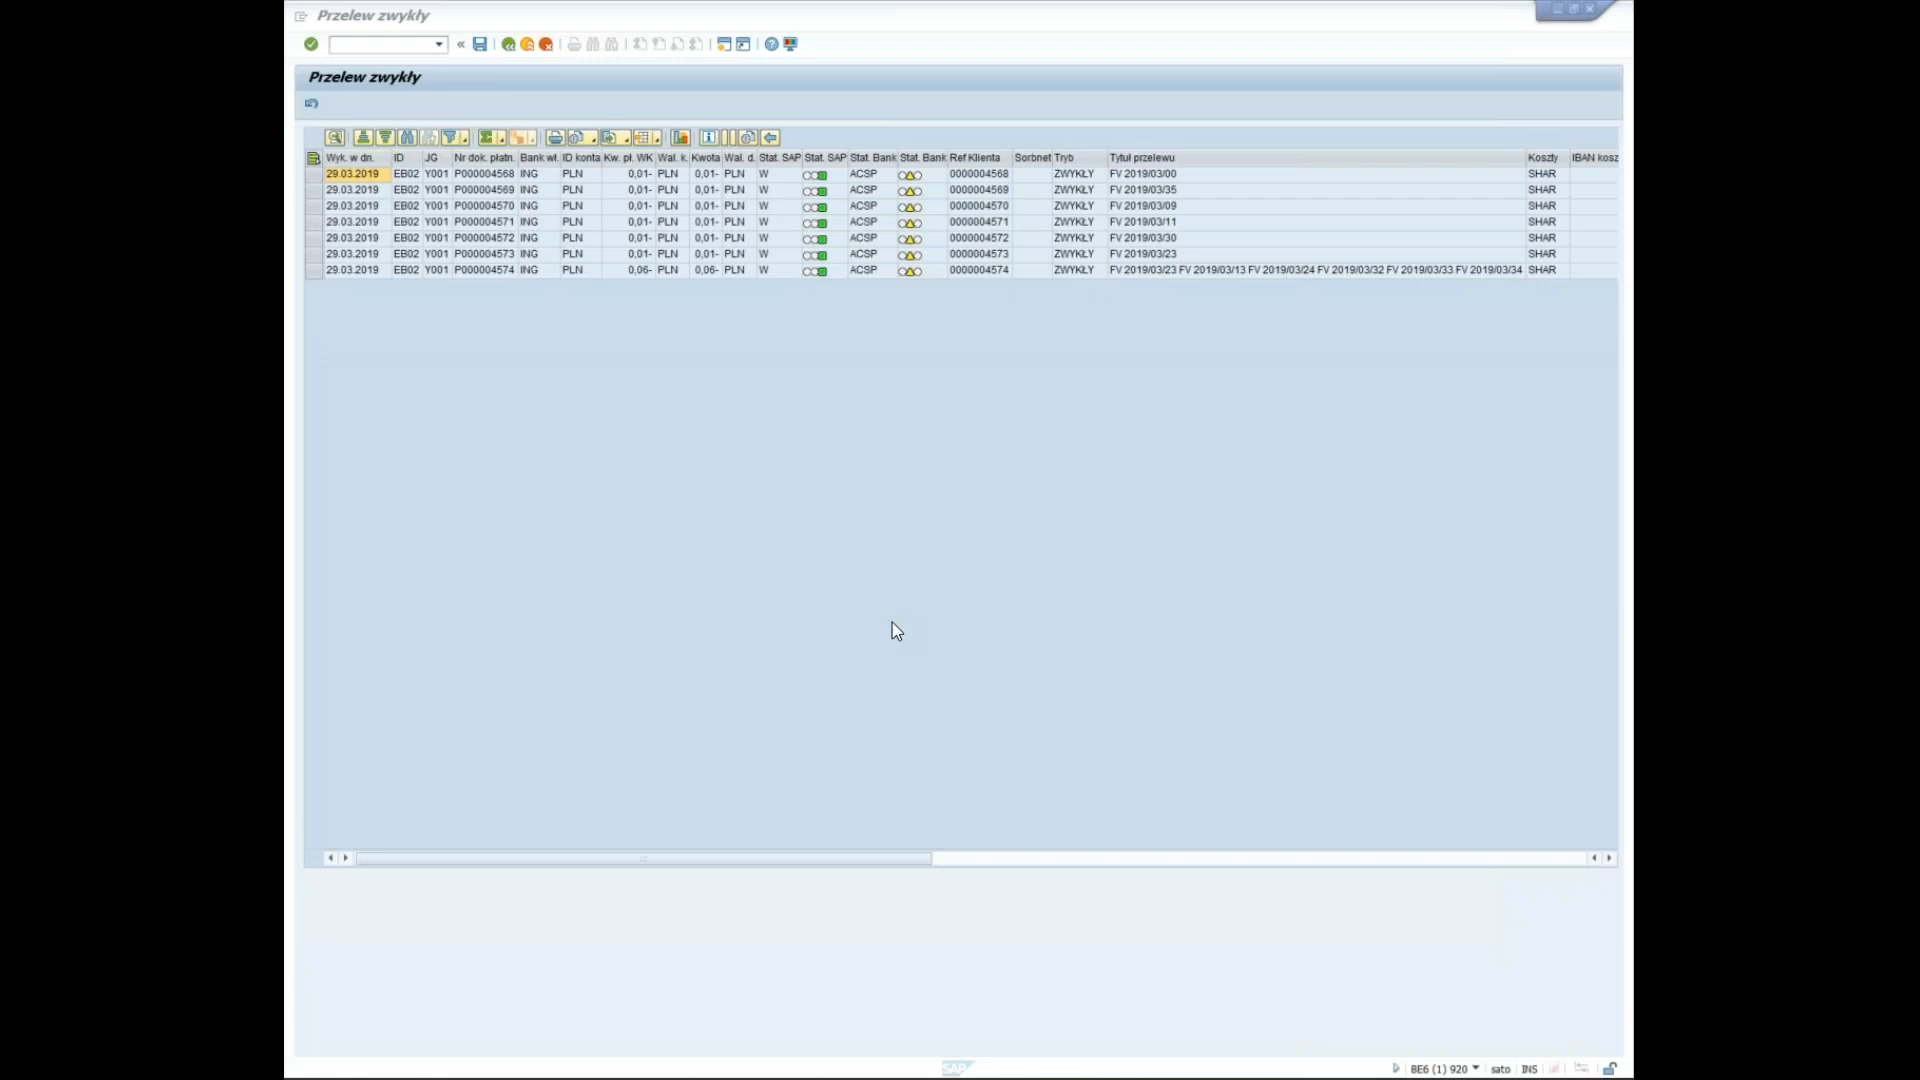 Przelew zwykły
Przelew zwykły
Wyk. w dn. ID JG Nr dok. płatn. Bank wł. ID konta Kw. pł. WK Wal. k. Kwota Wal. d. Stat. SAP Stat. SAP Stat. Bank Stat. Bank Ref Klienta Sorbnet Tryb Tytuł przelewu Koszty IBAN kosz
29.03.2019 EB02 Y001 P000004568 ING PLN 0,01- PLN 0,01- PLN W ACSP 0000004568 ZWYKŁY FV 2019/03/00 SHAR
29.03.2019 EB02 Y001 P000004569 ING PLN 0,01- PLN 0,01- PLN W ACSP 0000004569 ZWYKŁY FV 2019/03/35 SHAR
29.03.2019 EB02 Y001 P000004570 ING PLN 0,01- PLN 0,01- PLN W ACSP 0000004570 ZWYKŁY FV 2019/03/09 SHAR
29.03.2019 EB02 Y001 P000004571 ING PLN 0,01- PLN 0,01- PLN W ACSP 0000004571 ZWYKŁY FV 2019/03/11 SHAR
29.03.2019 EB02 Y001 P000004572 ING PLN 0,01- PLN 0,01- PLN W ACSP 0000004572 ZWYKŁY FV 2019/03/30 SHAR
29.03.2019 EB02 Y001 P000004573 ING PLN 0,01- PLN 0,01- PLN W ACSP 0000004573 ZWYKŁY FV 2019/03/23 SHAR
29.03.2019 EB02 Y001 P000004574 ING PLN 0,06- PLN 0,06- PLN W ACSP 0000004574 ZWYKŁY FV 2019/03/23 FV 2019/03/13 FV 2019/03/24 FV 2019/03/32 FV 2019/03/33 FV 2019/03/34 SHAR
SAP BE6 (1) 920 sato INS